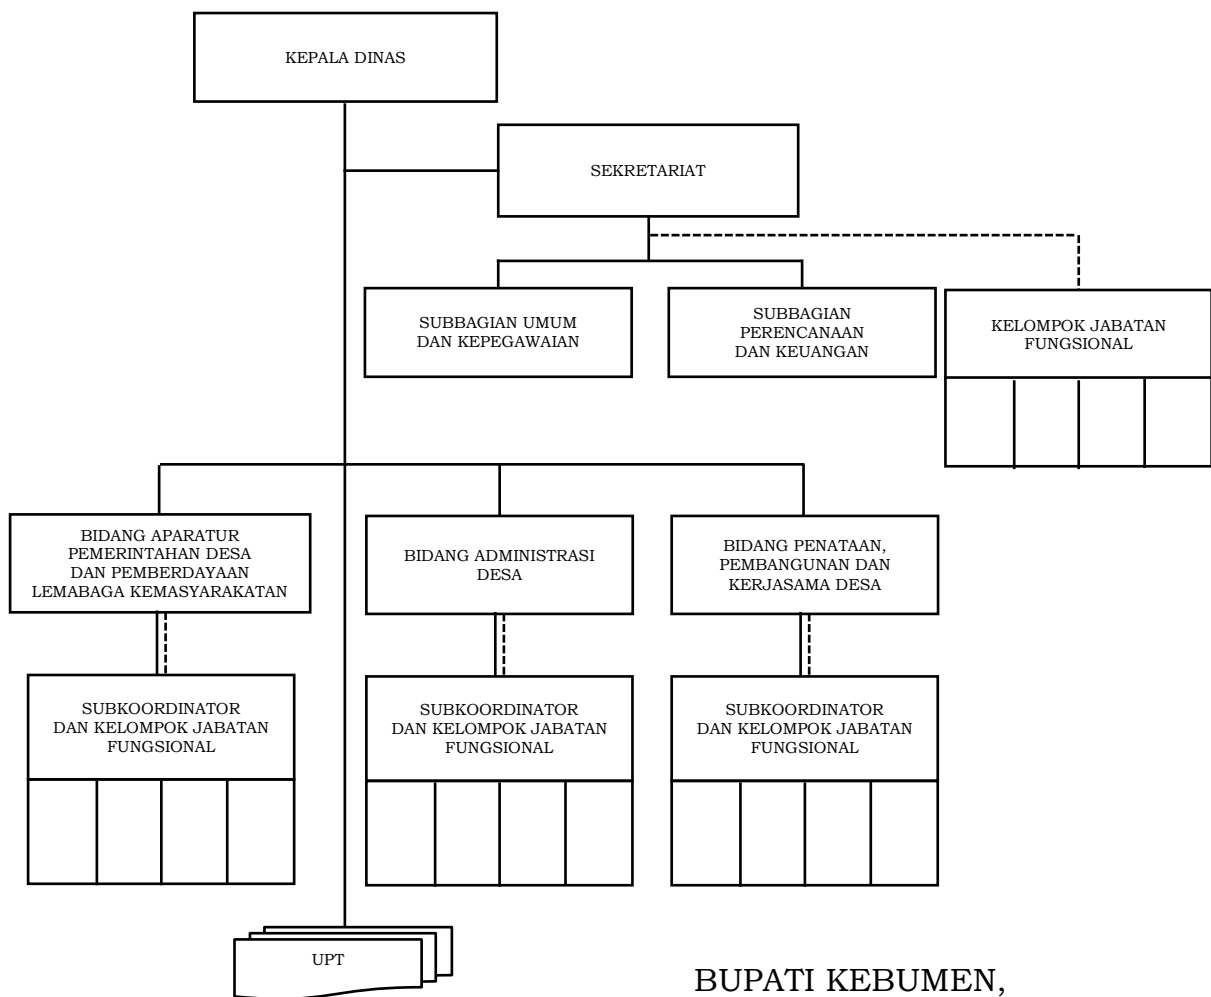 KEPALA DINAS
SEKRETARIAT
SUBBAGIAN UMUM
DAN KEPEGAWAIAN
SUBBAGIAN
PERENCANAAN
DAN KEUANGAN
KELOMPOK JABATAN
FUNGSIONAL
BIDANG APARATUR
PEMERINTAHAN DESA
DAN PEMBERDAYAAN
LEMABAGA KEMASYARAKATAN
BIDANG ADMINISTRASI
DESA
BIDANG PENATAAN,
PEMBANGUNAN DAN
KERJASAMA DESA
SUBKOORDINATOR
DAN KELOMPOK JABATAN
FUNGSIONAL
SUBKOORDINATOR
DAN KELOMPOK JABATAN
FUNGSIONAL
SUBKOORDINATOR
DAN KELOMPOK JABATAN
FUNGSIONAL
UPT
BUPATI KEBUMEN,